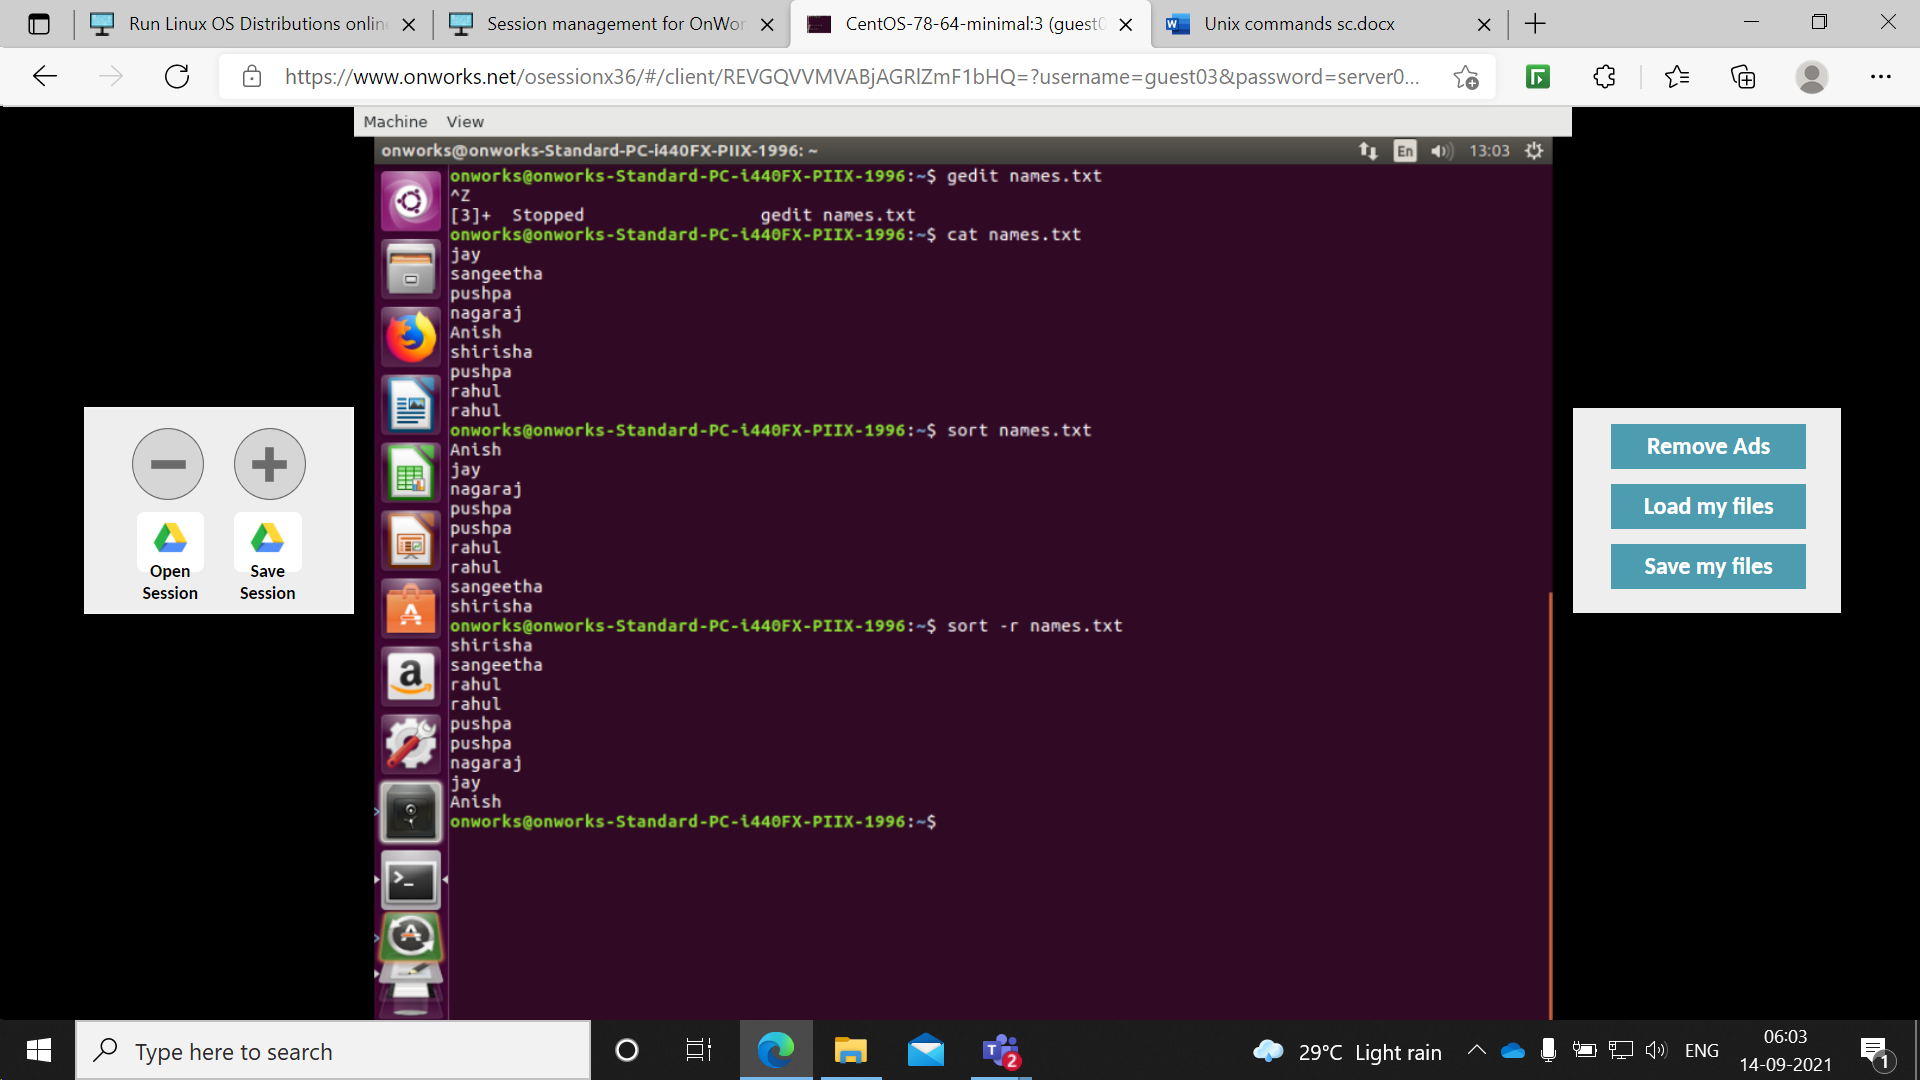 Run Linux OS Distributions onlin
Session management for OnWor
CentOS-78-64-minimal:3 (guest0
Unix commands sc.docx
https://www.onworks.net/osessionx36/#/client/REVGQVVMVABjAGRlZmF1bHQ=?username=guest03&password=server0...
Machine View
onworks@onworks-Standard-PC-i440FX-PIIX-1996: ~
En
13:03
onworks@onworks-Standard-PC-i440FX-PIIX-1996:~$ gedit names.txt
^Z
[3]+  Stopped                 gedit names.txt
onworks@onworks-Standard-PC-i440FX-PIIX-1996:~$ cat names.txt
jay
sangeetha
pushpa
nagaraj
Anish
shirisha
pushpa
rahul
rahul
onworks@onworks-Standard-PC-i440FX-PIIX-1996:~$ sort names.txt
Anish
jay
nagaraj
pushpa
pushpa
rahul
rahul
sangeetha
shirisha
onworks@onworks-Standard-PC-i440FX-PIIX-1996:~$ sort -r names.txt
shirisha
sangeetha
rahul
rahul
pushpa
pushpa
nagaraj
jay
Anish
onworks@onworks-Standard-PC-i440FX-PIIX-1996:~$
Open
Session
Save
Session
Remove Ads
Load my files
Save my files
Type here to search
2
29°C Light rain
ENG
06:03
14-09-2021
1